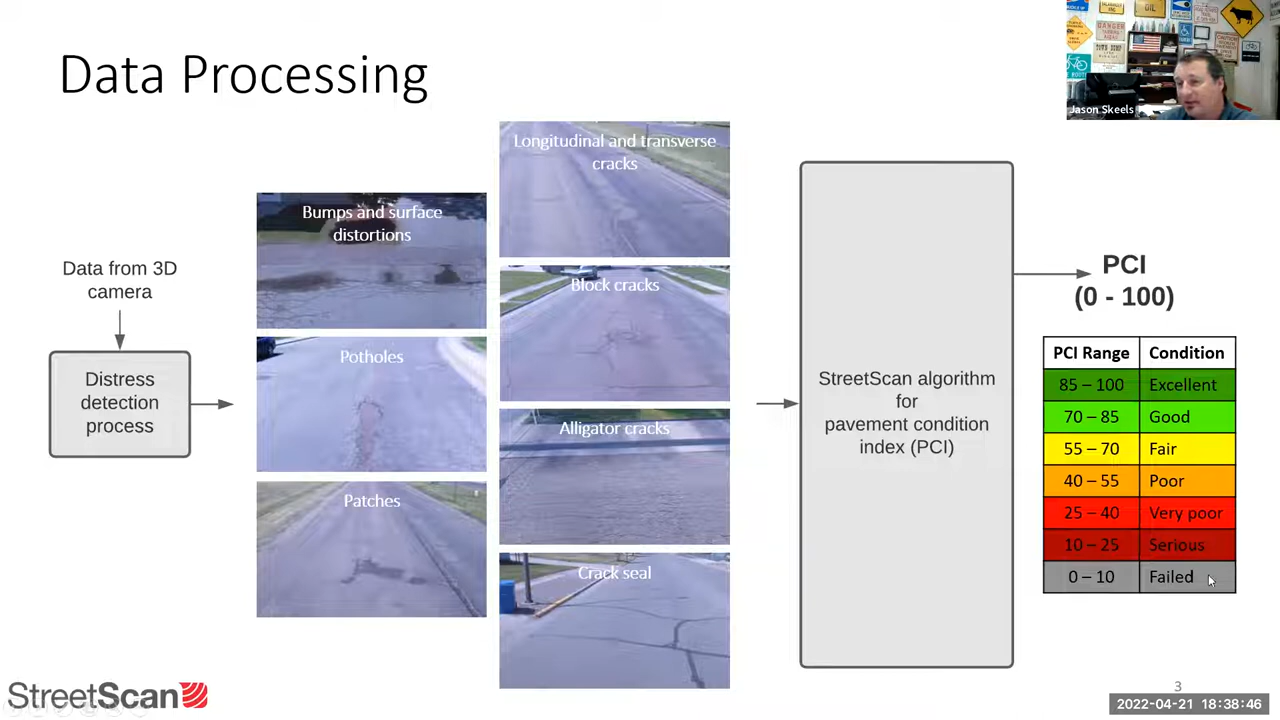 Data Processing
Jason Skeels
Data from 3D
camera
Distress
detection
process
Bumps and surface
distortions
Potholes
Patches
Longitudinal and transverse
cracks
Block cracks
Alligator cracks
Crack seal
StreetScan algorithm
for
pavement condition
index (PCI)
PCI
(0 - 100)
PCI Range Condition
85 – 100 Excellent
70 – 85 Good
55 – 70 Fair
40 – 55 Poor
25 – 40 Very poor
10 – 25 Serious
0 – 10 Failed
StreetScan
3
2022-04-21 18:38:46